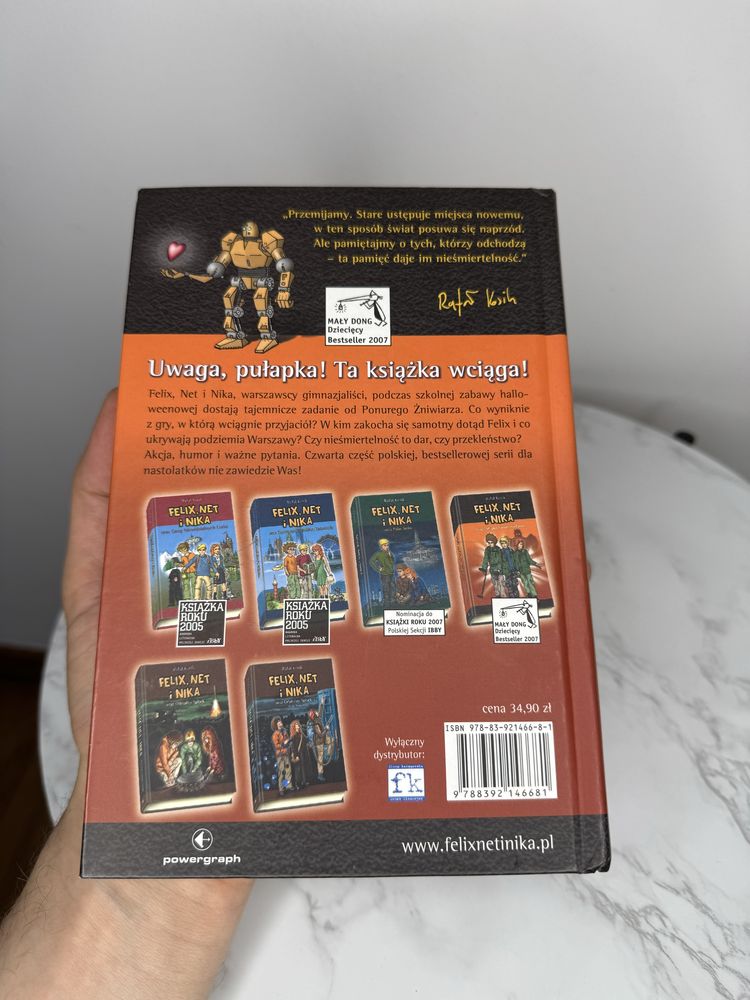 „Przemijamy. Stare ustępuje miejsca nowemu,
w ten sposób świat posuwa się naprzód.
Ale pamiętajmy o tych, którzy odchodzą
– ta pamięć daje im nieśmiertelność.“
Rafał Kosik
MAŁY DONG
Dziecięcy
Bestseller 2007
Uwaga, pułapka! Ta książka wciąga!
Felix, Net i Nika, warszawscy gimnazjaliści, podczas szkolnej zabawy hallo-
weenowej dostają tajemnicze zadanie od Ponurego Żniwiarza. Co wyniknie
z gry, w którą wciągnie przyjaciół? W kim zakocha się samotny dotąd Felix i co
ukrywają podziemia Warszawy? Czy nieśmiertelność to dar, czy przekleństwo?
Akcja, humor i ważne pytania. Czwarta część polskiej, bestsellerowej serii dla
nastolatków nie zawiedzie Was!
FELIX, NET
i NIKA
KSIĄŻKA
ROKU
2005
FELIX, NET
i NIKA
KSIĄŻKA
ROKU
2005
FELIX, NET
i NIKA
Nominacja do
KSIĄŻKI ROKU 2007
Polskiej Sekcji IBBY
FELIX, NET
i NIKA
MAŁY DONG
Dziecięcy
Bestseller 2007
FELIX, NET
i NIKA
FELIX, NET
i NIKA
cena 34,90 zł
Wyłączny
dystrybutor:
fk
ISBN 978-83-921466-8-1
9 788392 146681
powergraph
www.felixnetinika.pl